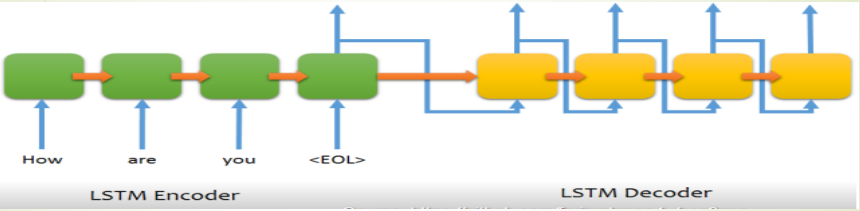 How are you <EOL>
LSTM Encoder
LSTM Decoder